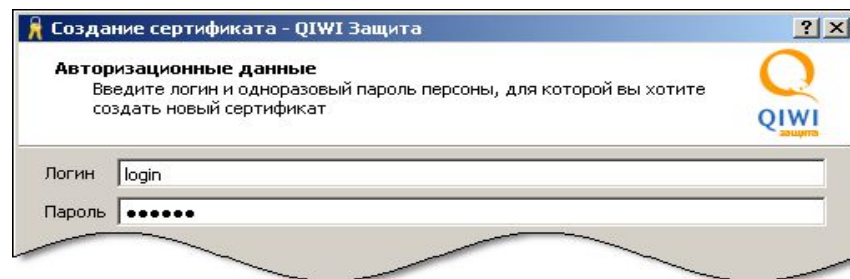 Создание сертификата - QIWI Защита
Авторизационные данные
Введите логин и одноразовый пароль персоны, для которой вы хотите
создать новый сертификат
QIWI
защита
Логин login
Пароль ●●●●●●